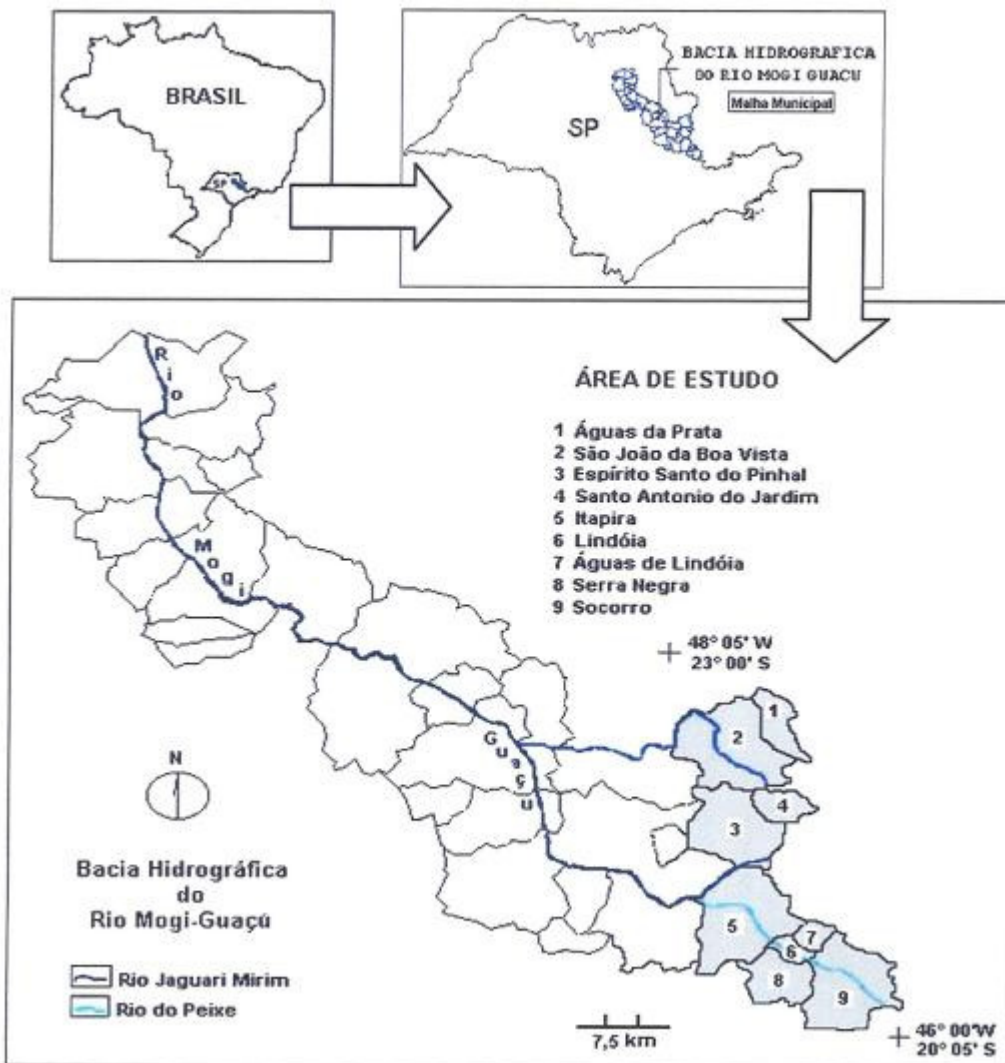 BRASIL
SP
BACIA HIDROGRAFICA
DO RIO MOGI GUACU
Malha Municipal
SP
ÁREA DE ESTUDO
1 Águas da Prata
2 São João da Boa Vista
3 Espírito Santo do Pinhal
4 Santo Antonio do Jardim
5 Itapira
6 Lindóia
7 Águas de Lindóia
8 Serra Negra
9 Socorro
48° 05' W
23° 00' S
Rio
Mogi
Guaçu
1
2
3
4
5
6
7
8
9
N
Bacia Hidrográfica
do
Rio Mogi-Guaçú
Rio Jaguari Mirim
Rio do Peixe
7,5 km
46° 00'W
20° 05' S